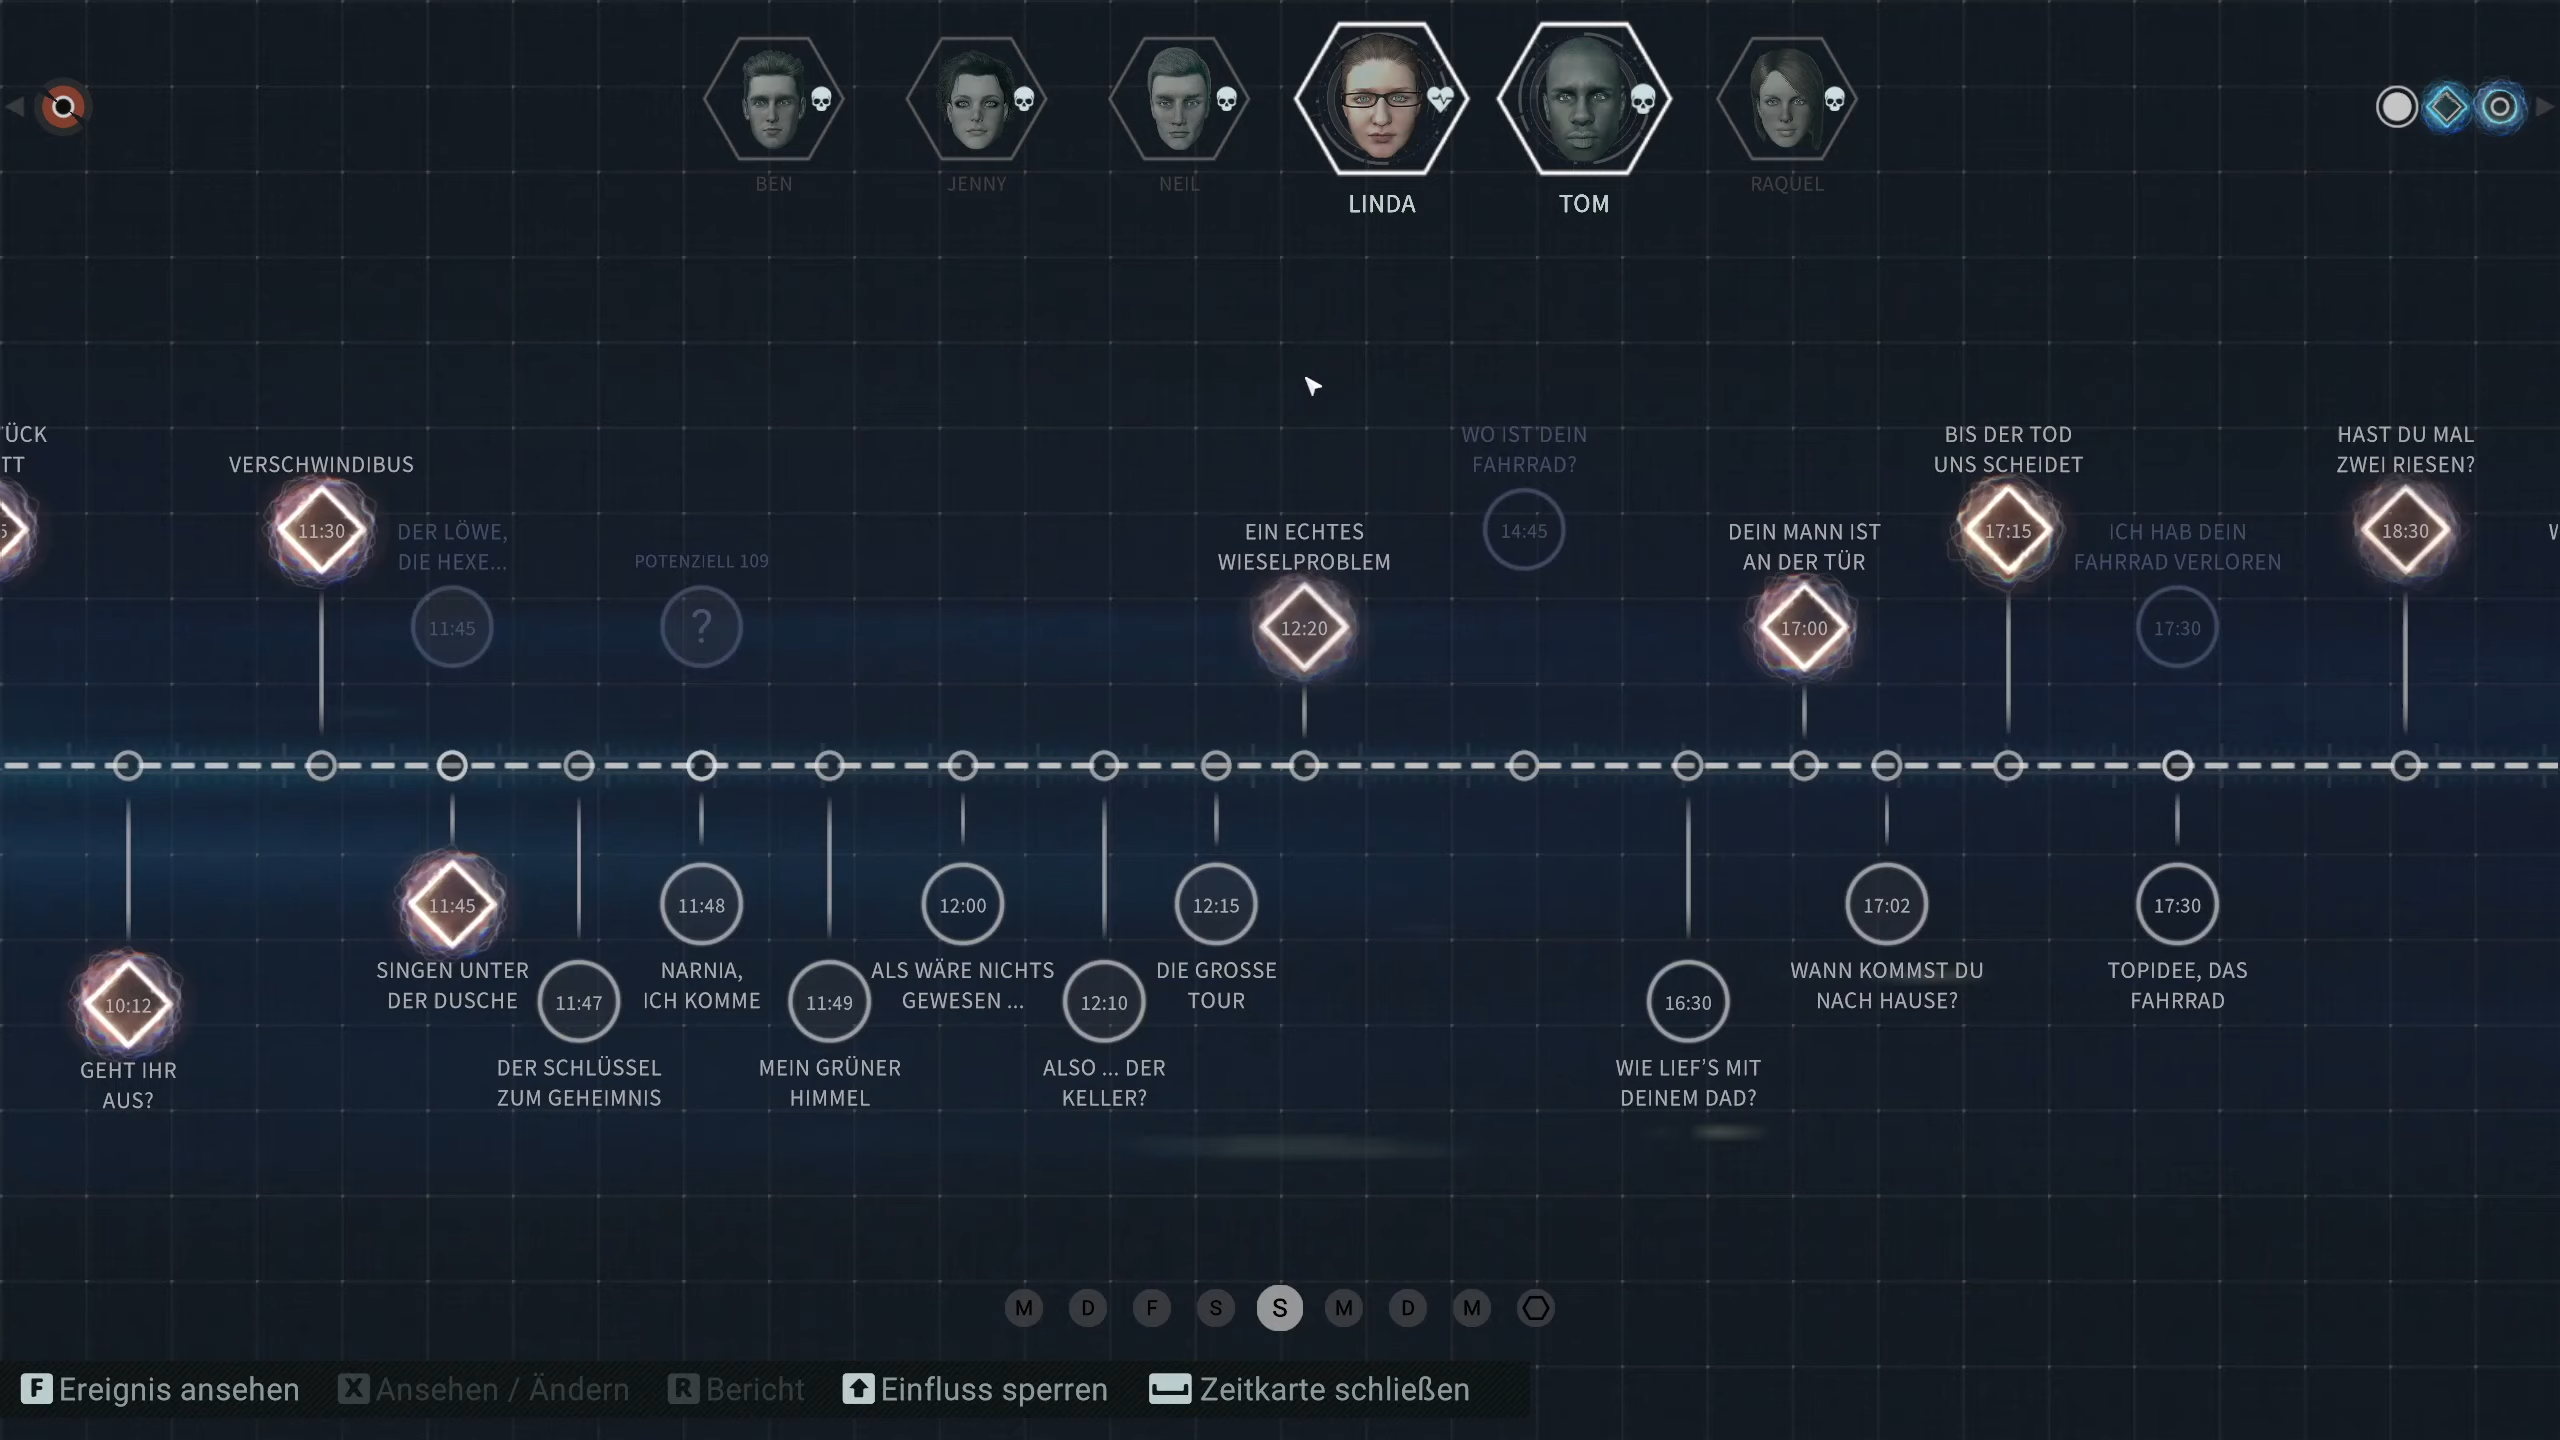 BEN
JENNY
NEIL
LINDA
TOM
RAQUEL
ÜCK
TT
5
VERSCHWINDIBUS
11:30
DER LÖWE,
DIE HEXE...
11:45
POTENZIELL 109
?
EIN ECHTES
WIESELPROBLEM
12:20
WO IST DEIN
FAHRRAD?
14:45
DEIN MANN IST
AN DER TÜR
17:00
BIS DER TOD
UNS SCHEIDET
17:15
ICH HAB DEIN
FAHRRAD VERLOREN
17:30
HAST DU MAL
ZWEI RIESEN?
18:30
W
10:12
GEHT IHR
AUS?
11:45
SINGEN UNTER
DER DUSCHE
11:47
DER SCHLÜSSEL
ZUM GEHEIMNIS
11:48
NARNIA,
ICH KOMME
11:49
MEIN GRÜNER
HIMMEL
12:00
ALS WÄRE NICHTS
GEWESEN ...
12:10
ALSO ... DER
KELLER?
12:15
DIE GROSSE
TOUR
16:30
WIE LIEF'S MIT
DEINEM DAD?
17:02
WANN KOMMST DU
NACH HAUSE?
17:30
TOPIDEE, DAS
FAHRRAD
M D F S S M D M
F Ereignis ansehen X Ansehen / Ändern R Bericht Einfluss sperren Zeitkarte schließen